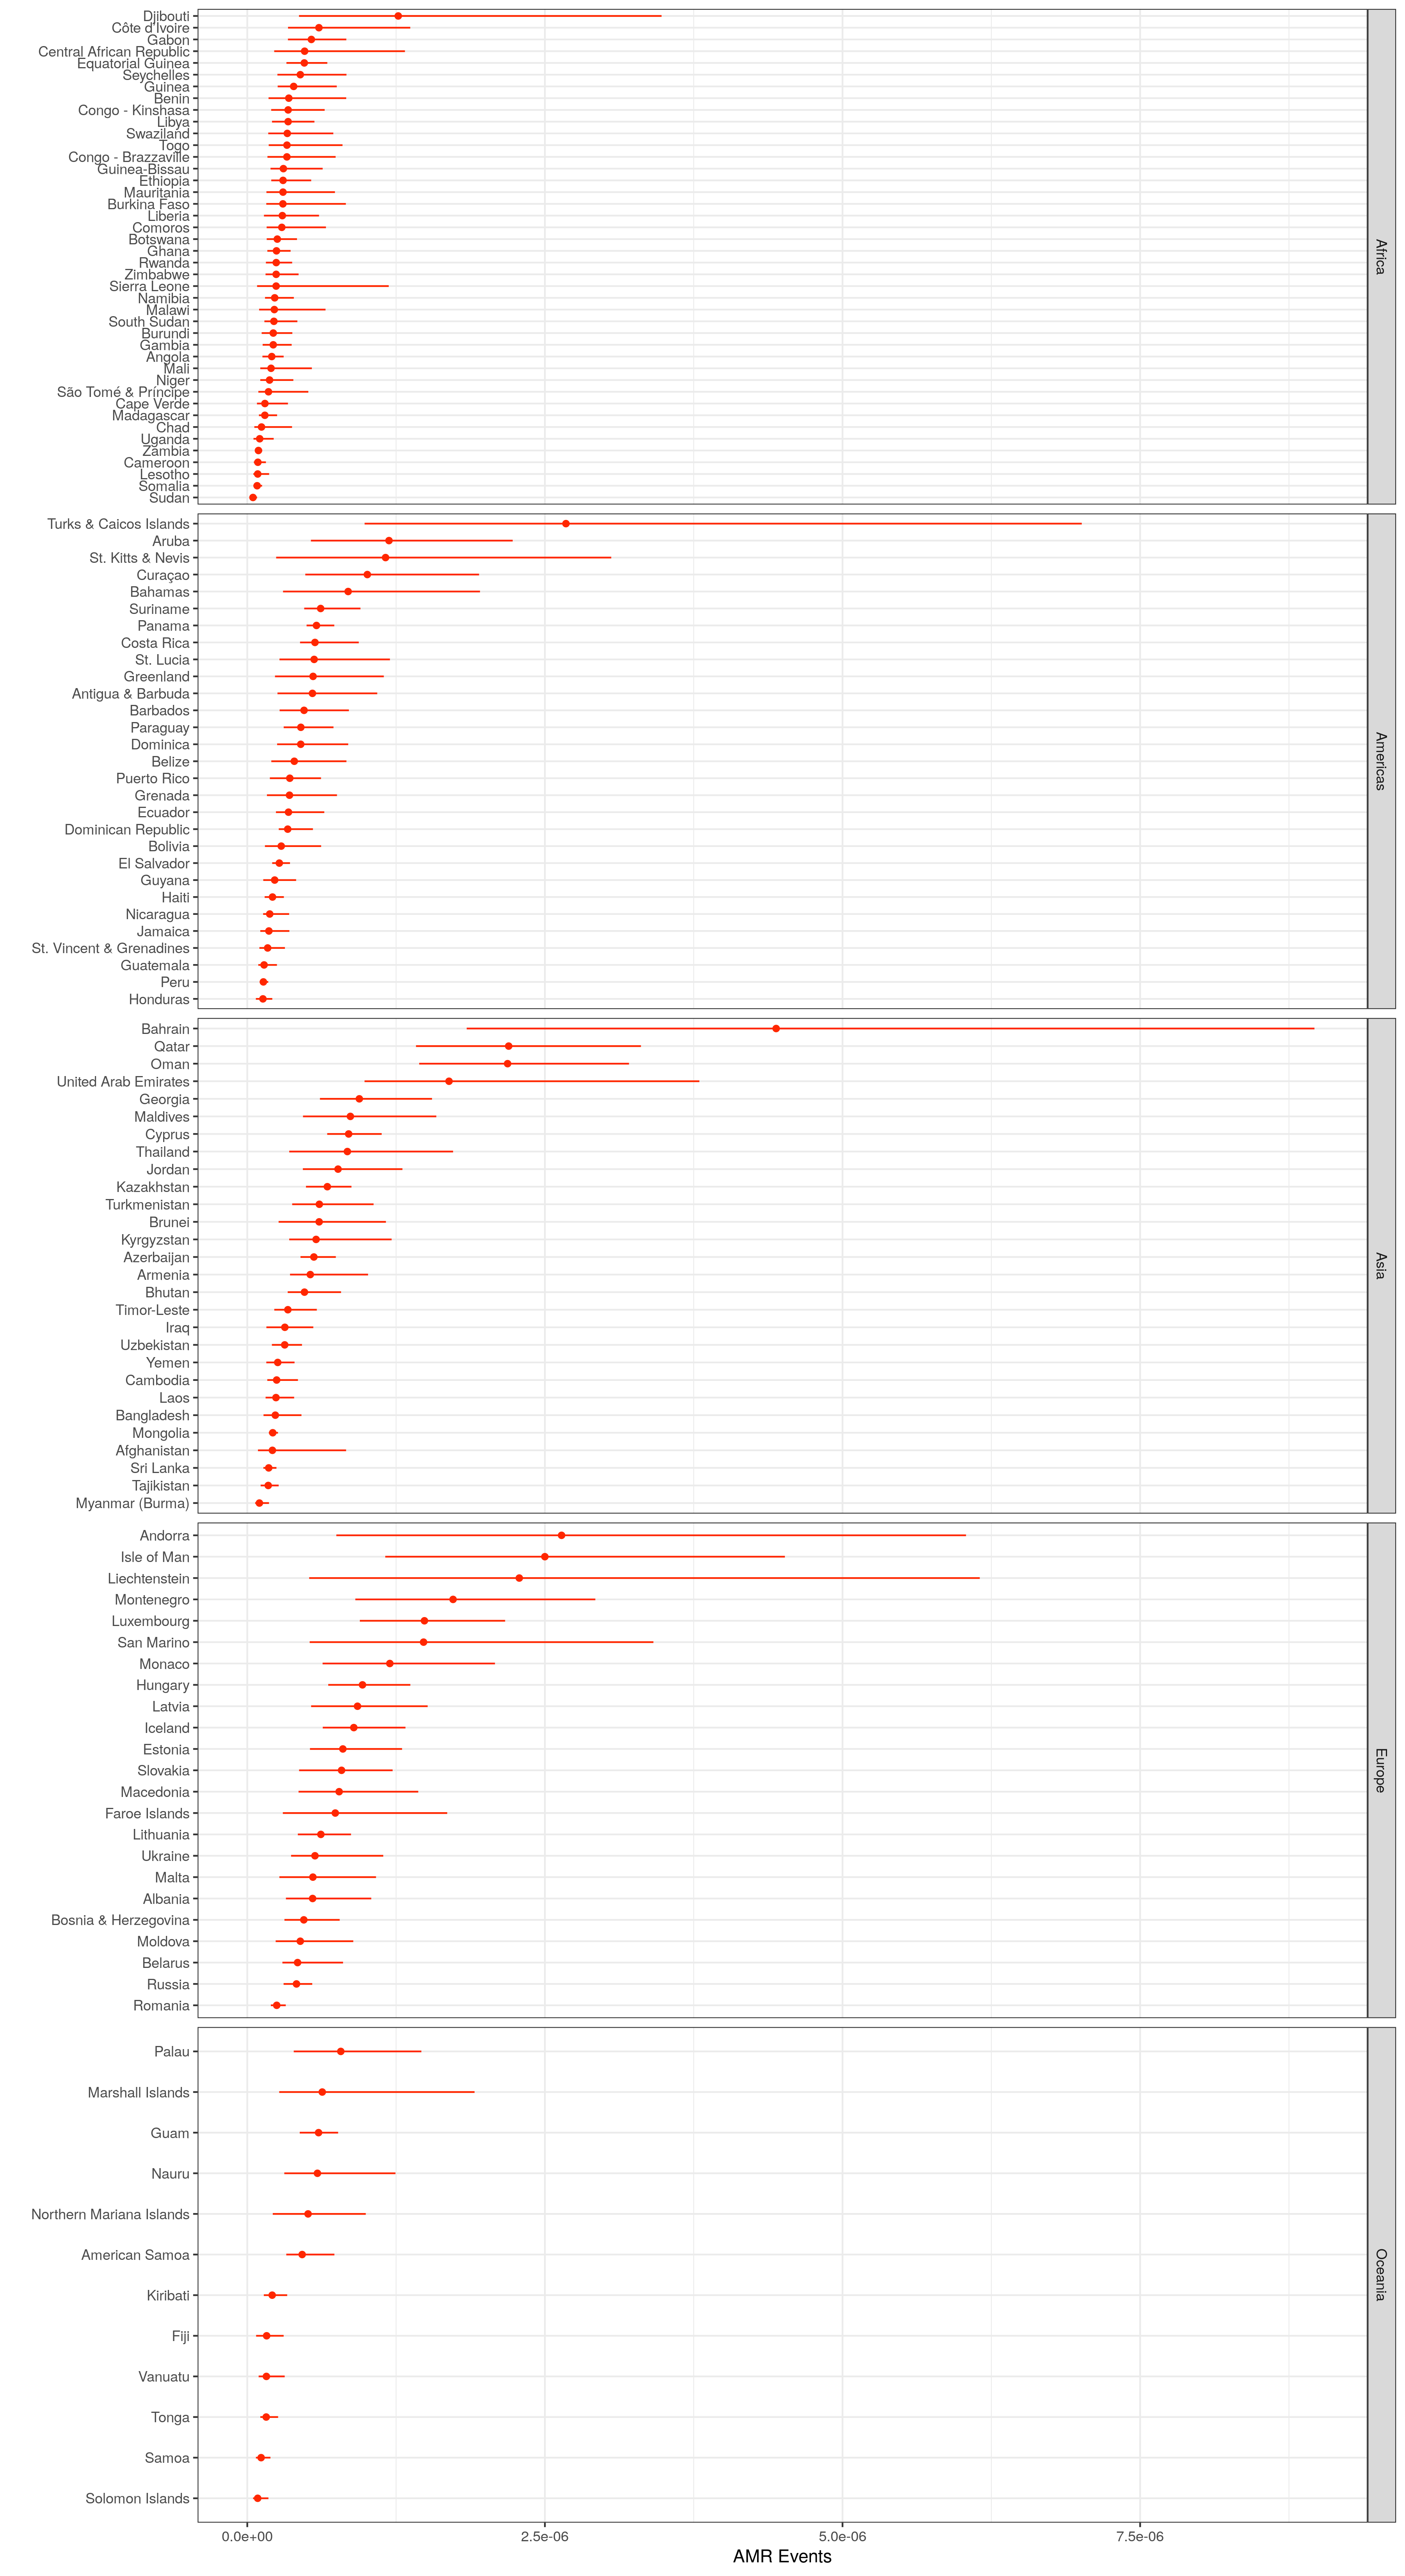 Djibouti
Côte d'Ivoire
Gabon
Central African Republic
Equatorial Guinea
Seychelles
Guinea
Benin
Congo - Kinshasa
Libya
Swaziland
Togo
Congo - Brazzaville
Guinea-Bissau
Ethiopia
Mauritania
Burkina Faso
Liberia
Comoros
Botswana
Ghana
Rwanda
Zimbabwe
Sierra Leone
Namibia
Malawi
South Sudan
Burundi
Gambia
Angola
Mali
Niger
São Tomé & Príncipe
Cape Verde
Madagascar
Chad
Uganda
Zambia
Cameroon
Lesotho
Somalia
Sudan
Africa
Turks & Caicos Islands
Aruba
St. Kitts & Nevis
Curaçao
Bahamas
Suriname
Panama
Costa Rica
St. Lucia
Greenland
Antigua & Barbuda
Barbados
Paraguay
Dominica
Belize
Puerto Rico
Grenada
Ecuador
Dominican Republic
Bolivia
El Salvador
Guyana
Haiti
Nicaragua
Jamaica
St. Vincent & Grenadines
Guatemala
Peru
Honduras
Americas
Bahrain
Qatar
Oman
United Arab Emirates
Georgia
Maldives
Cyprus
Thailand
Jordan
Kazakhstan
Turkmenistan
Brunei
Kyrgyzstan
Azerbaijan
Armenia
Bhutan
Timor-Leste
Iraq
Uzbekistan
Yemen
Cambodia
Laos
Bangladesh
Mongolia
Afghanistan
Sri Lanka
Tajikistan
Myanmar (Burma)
Asia
Andorra
Isle of Man
Liechtenstein
Montenegro
Luxembourg
San Marino
Monaco
Hungary
Latvia
Iceland
Estonia
Slovakia
Macedonia
Faroe Islands
Lithuania
Ukraine
Malta
Albania
Bosnia & Herzegovina
Moldova
Belarus
Russia
Romania
Europe
Palau
Marshall Islands
Guam
Nauru
Northern Mariana Islands
American Samoa
Kiribati
Fiji
Vanuatu
Tonga
Samoa
Solomon Islands
Oceania
0.0e+00 2.5e-06 5.0e-06 7.5e-06
AMR Events